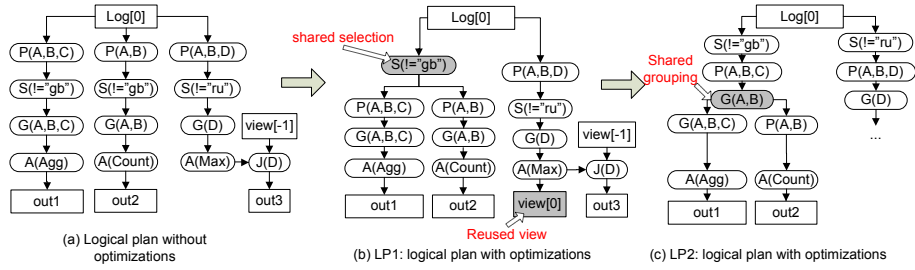 Log[0]
P(A,B,C)
P(A,B)
P(A,B,D)
S(!="gb")
S(!="gb")
S(!="ru")
G(A,B,C)
G(A,B)
G(D)
view[-1]
A(Agg)
A(Count)
A(Max)
J(D)
out1
out2
out3
(a) Logical plan without
optimizations
Log[0]
shared selection
S(!="gb")
P(A,B,D)
P(A,B,C)
P(A,B)
S(!="ru")
G(A,B,C)
G(A,B)
G(D)
view[-1]
A(Agg)
A(Count)
A(Max)
J(D)
out1
out2
view[0]
out3
Reused view
(b) LP1: logical plan with optimizations
Log[0]
S(!="gb")
S(!="ru")
Shared
grouping
P(A,B,C)
P(A,B,D)
G(A,B)
G(D)
G(A,B,C)
P(A,B)
...
A(Agg)
A(Count)
out1
out2
(c) LP2: logical plan with optimizations